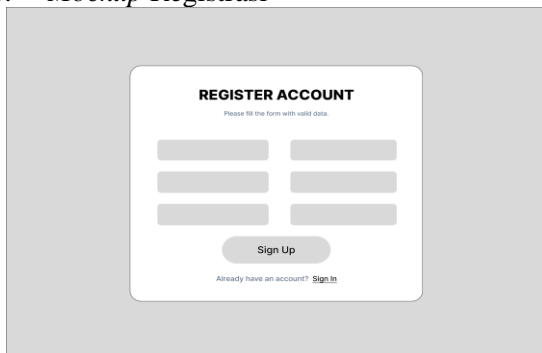 Mockup Registrasi
REGISTER ACCOUNT
Please fill the form with valid data.
Sign Up
Already have an account? Sign In